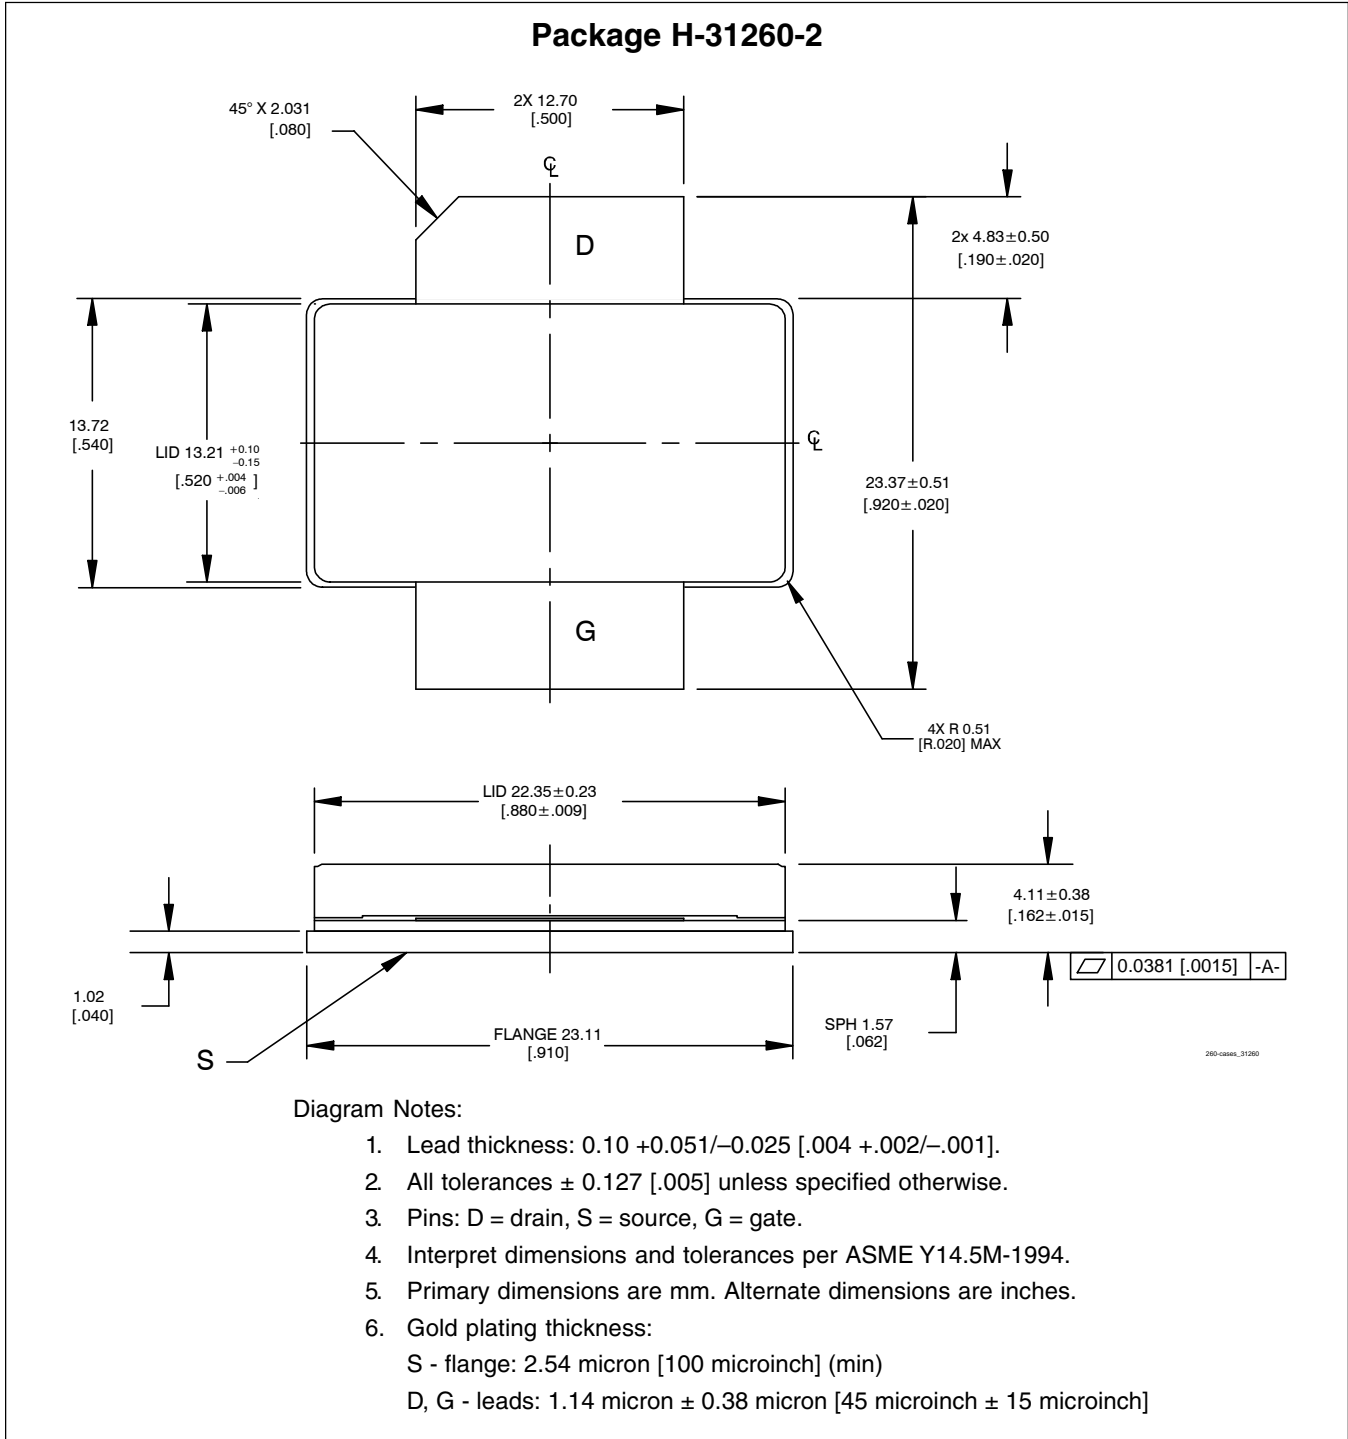 Package H-31260-2
45° X 2.031
[.080]
2X 12.70
[.500]
℄
D
2x 4.83±0.50
[.190±.020]
13.72
[.540]
LID 13.21 +0.10
–0.15
[.520 +.004
–.006 ]
℄
23.37±0.51
[.920±.020]
G
4X R 0.51
[R.020] MAX
LID 22.35±0.23
[.880±.009]
4.11±0.38
[.162±.015]
0.0381 [.0015] -A-
1.02
[.040]
S
FLANGE 23.11
[.910]
SPH 1.57
[.062]
260-cases_31260
Diagram Notes:
1. Lead thickness: 0.10 +0.051/–0.025 [.004 +.002/–.001].
2. All tolerances ± 0.127 [.005] unless specified otherwise.
3. Pins: D = drain, S = source, G = gate.
4. Interpret dimensions and tolerances per ASME Y14.5M-1994.
5. Primary dimensions are mm. Alternate dimensions are inches.
6. Gold plating thickness:
S - flange: 2.54 micron [100 microinch] (min)
D, G - leads: 1.14 micron ± 0.38 micron [45 microinch ± 15 microinch]